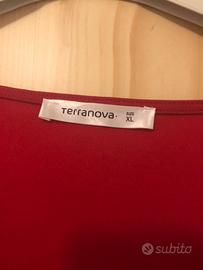 Terranova.
SIZE
XL
subito